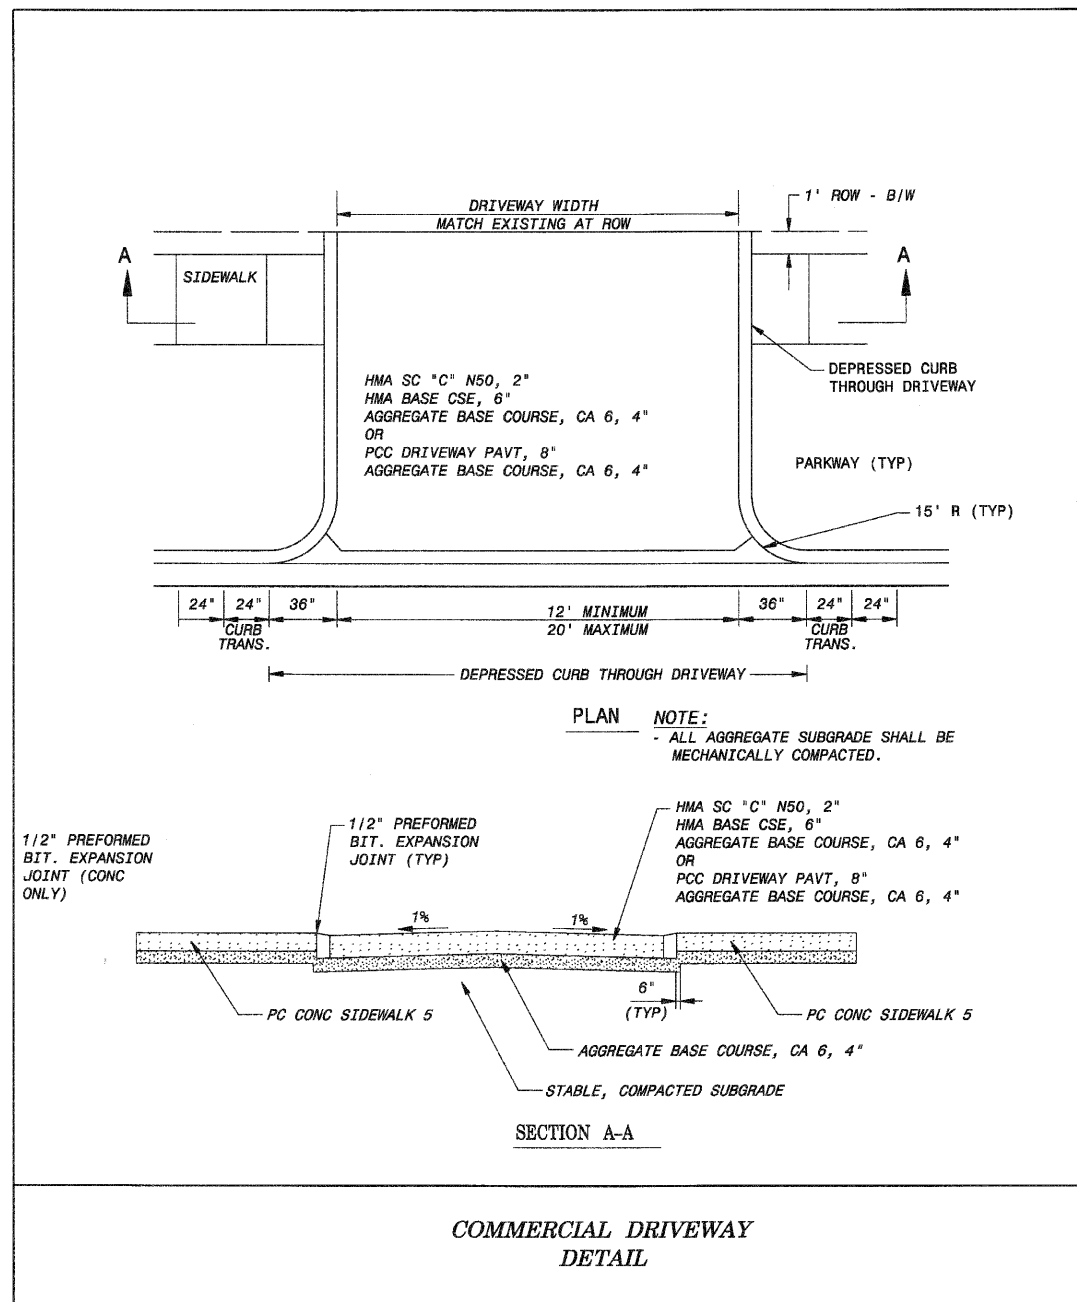 1' ROW - B/W
DRIVEWAY WIDTH
MATCH EXISTING AT ROW
A
A
SIDEWALK
DEPRESSED CURB
THROUGH DRIVEWAY
HMA SC "C" N50, 2"
HMA BASE CSE, 6"
AGGREGATE BASE COURSE, CA 6, 4"
OR
PCC DRIVEWAY PAVT, 8"
AGGREGATE BASE COURSE, CA 6, 4"
PARKWAY (TYP)
15' R (TYP)
24" 24" 36" 12' MINIMUM 36" 24" 24"
20' MAXIMUM
CURB
TRANS.
CURB
TRANS.
DEPRESSED CURB THROUGH DRIVEWAY
PLAN
NOTE:
- ALL AGGREGATE SUBGRADE SHALL BE
MECHANICALLY COMPACTED.
1/2" PREFORMED
BIT. EXPANSION
JOINT (CONC
ONLY)
1/2" PREFORMED
BIT. EXPANSION
JOINT (TYP)
HMA SC "C" N50, 2"
HMA BASE CSE, 6"
AGGREGATE BASE COURSE, CA 6, 4"
OR
PCC DRIVEWAY PAVT, 8"
AGGREGATE BASE COURSE, CA 6, 4"
1% 1%
6"
(TYP)
PC CONC SIDEWALK 5
PC CONC SIDEWALK 5
AGGREGATE BASE COURSE, CA 6, 4"
STABLE, COMPACTED SUBGRADE
SECTION A-A
COMMERCIAL DRIVEWAY
DETAIL